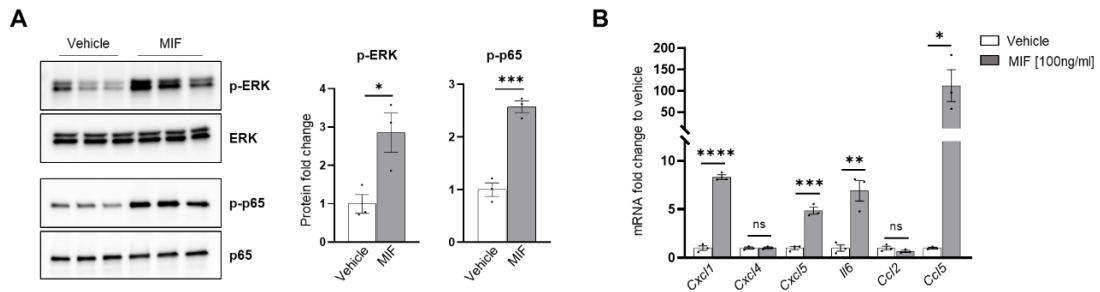 A
Vehicle MIF
p-ERK
ERK
p-p65
p65
p-ERK
Protein fold change
4
3
2
1
0
*
Vehicle
MIF
p-p65
3
2
1
0
***
Vehicle
MIF
B
mRNA fold change to vehicle
200
150
100
50
10
5
0
****
ns
***
**
ns
*
Cxcl1
Cxcl4
Cxcl5
Il6
Ccl2
Ccl5
Vehicle
MIF [100ng/ml]